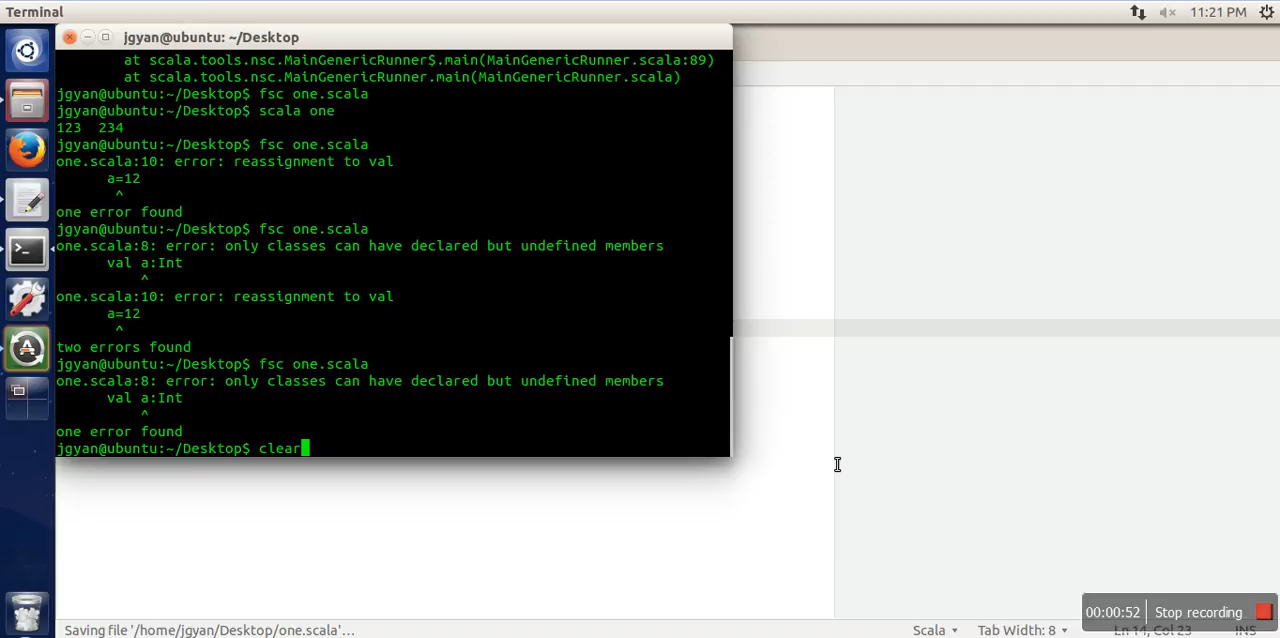 Terminal
11:21 PM
jgyan@ubuntu: ~/Desktop
at scala.tools.nsc.MainGenericRunner$.main(MainGenericRunner.scala:89)
at scala.tools.nsc.MainGenericRunner.main(MainGenericRunner.scala)
jgyan@ubuntu:~/Desktop$ fsc one.scala
jgyan@ubuntu:~/Desktop$ scala one
123  234
jgyan@ubuntu:~/Desktop$ fsc one.scala
one.scala:10: error: reassignment to val
a=12
^
one error found
jgyan@ubuntu:~/Desktop$ fsc one.scala
one.scala:8: error: only classes can have declared but undefined members
val a:Int
^
one.scala:10: error: reassignment to val
a=12
^
two errors found
jgyan@ubuntu:~/Desktop$ fsc one.scala
one.scala:8: error: only classes can have declared but undefined members
val a:Int
^
one error found
jgyan@ubuntu:~/Desktop$ clear
00:00:52 Stop recording
Saving file '/home/jgyan/Desktop/one.scala'... Scala Tab Width: 8 Ln 14, Col 23 INS